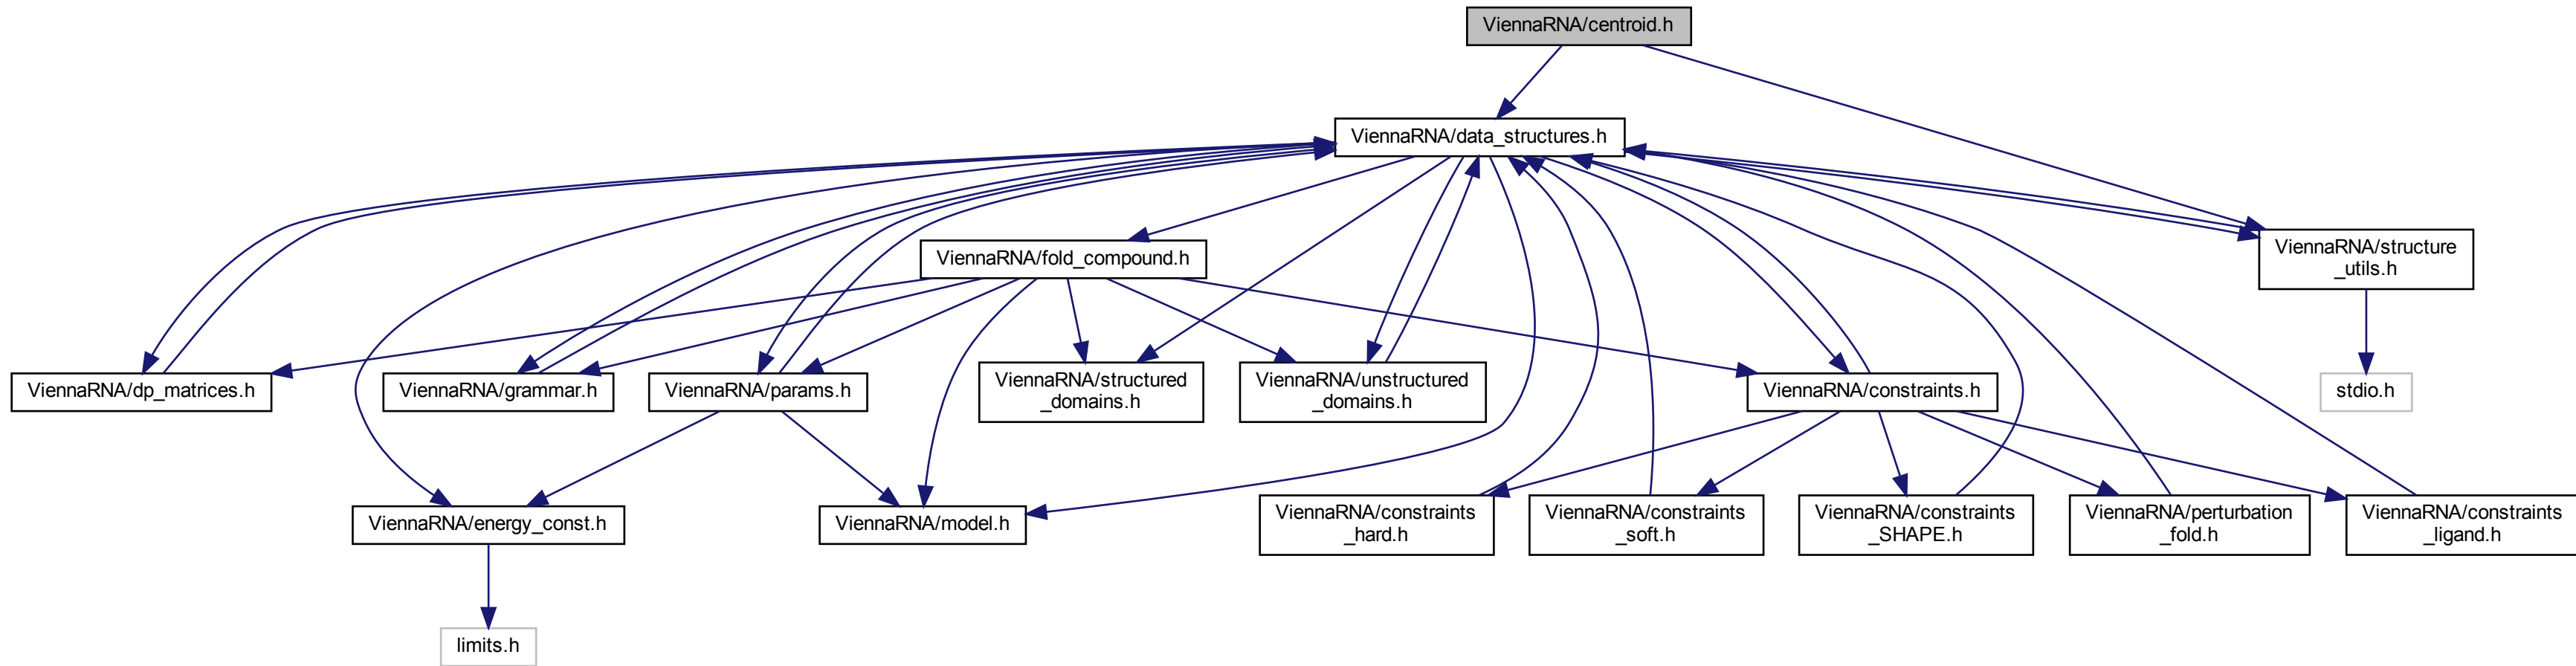 ViennaRNA/centroid.h
ViennaRNA/data_structures.h
ViennaRNA/fold_compound.h
ViennaRNA/structure
_utils.h
ViennaRNA/dp_matrices.h
ViennaRNA/grammar.h
ViennaRNA/params.h
ViennaRNA/structured
_domains.h
ViennaRNA/unstructured
_domains.h
ViennaRNA/constraints.h
stdio.h
ViennaRNA/energy_const.h
ViennaRNA/model.h
ViennaRNA/constraints
_hard.h
ViennaRNA/constraints
_soft.h
ViennaRNA/constraints
_SHAPE.h
ViennaRNA/perturbation
_fold.h
ViennaRNA/constraints
_ligand.h
limits.h